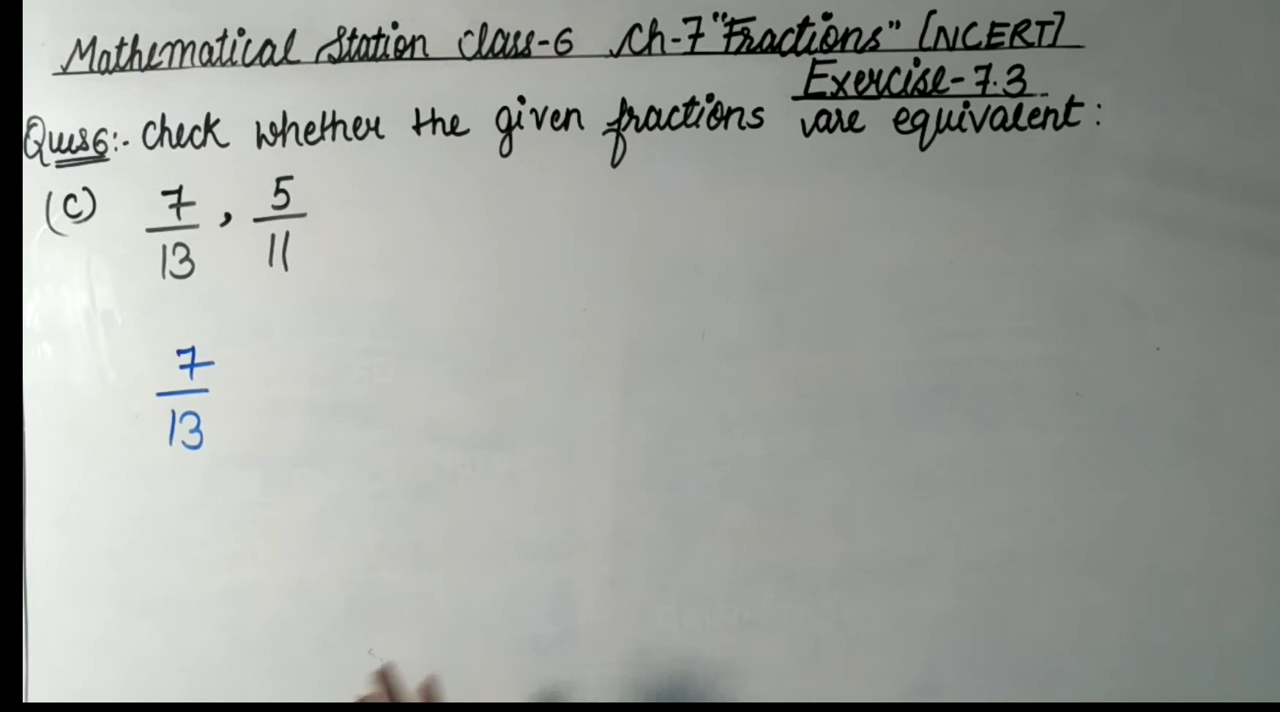 Mathematical Station Class-6 Ch-7 "Fractions" [NCERT]
Exercise-7.3
Ques6:- Check whether the given fractions are equivalent:
(C) 7/13 , 5/11
7/13